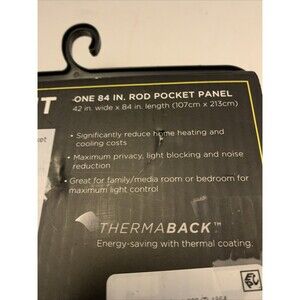 ONE 84 IN. ROD POCKET PANEL
42 in. wide x 84 in. length (107cm x 213cm)
• Significantly reduce home heating and
cooling costs
• Maximum privacy, light blocking and noise
reduction
• Great for family/media room or bedroom for
maximum light control
THERMABACK™
Energy-saving with thermal coating.